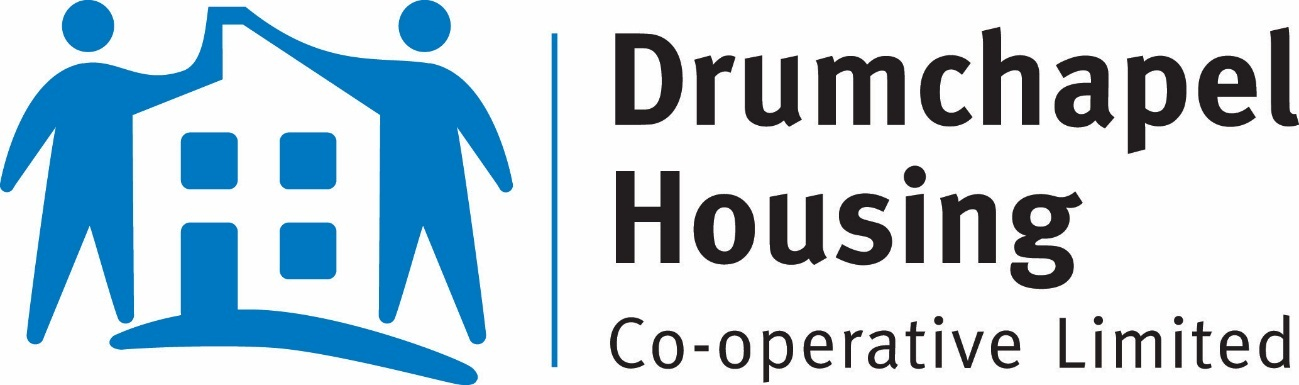 Drumchapel
Housing
Co-operative Limited